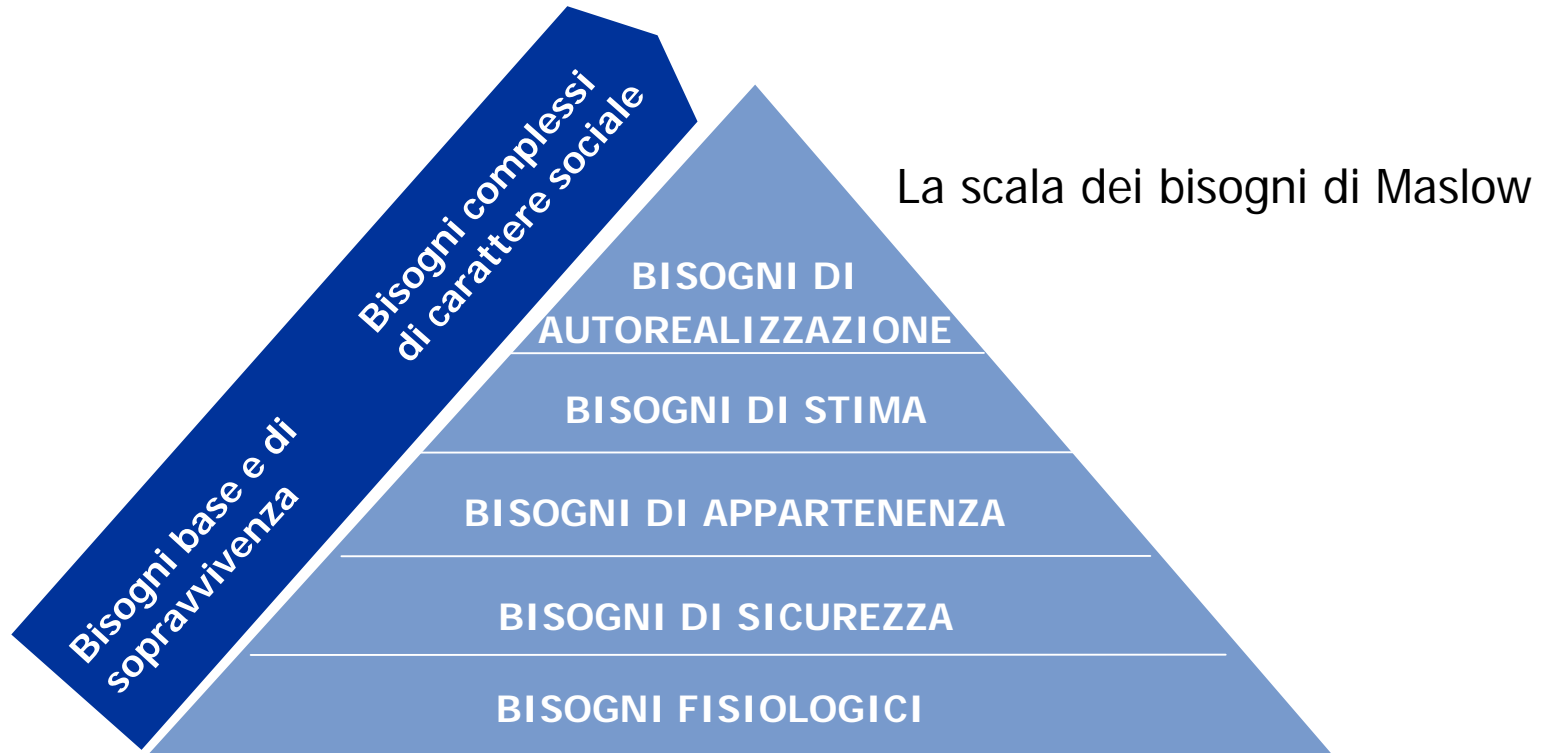 Bisogni complessi
di carattere sociale
La scala dei bisogni di Maslow
BISOGNI DI
AUTOREALIZZAZIONE
BISOGNI DI STIMA
Bisogni base e di
sopravvivenza
BISOGNI DI APPARTENENZA
BISOGNI DI SICUREZZA
BISOGNI FISIOLOGICI